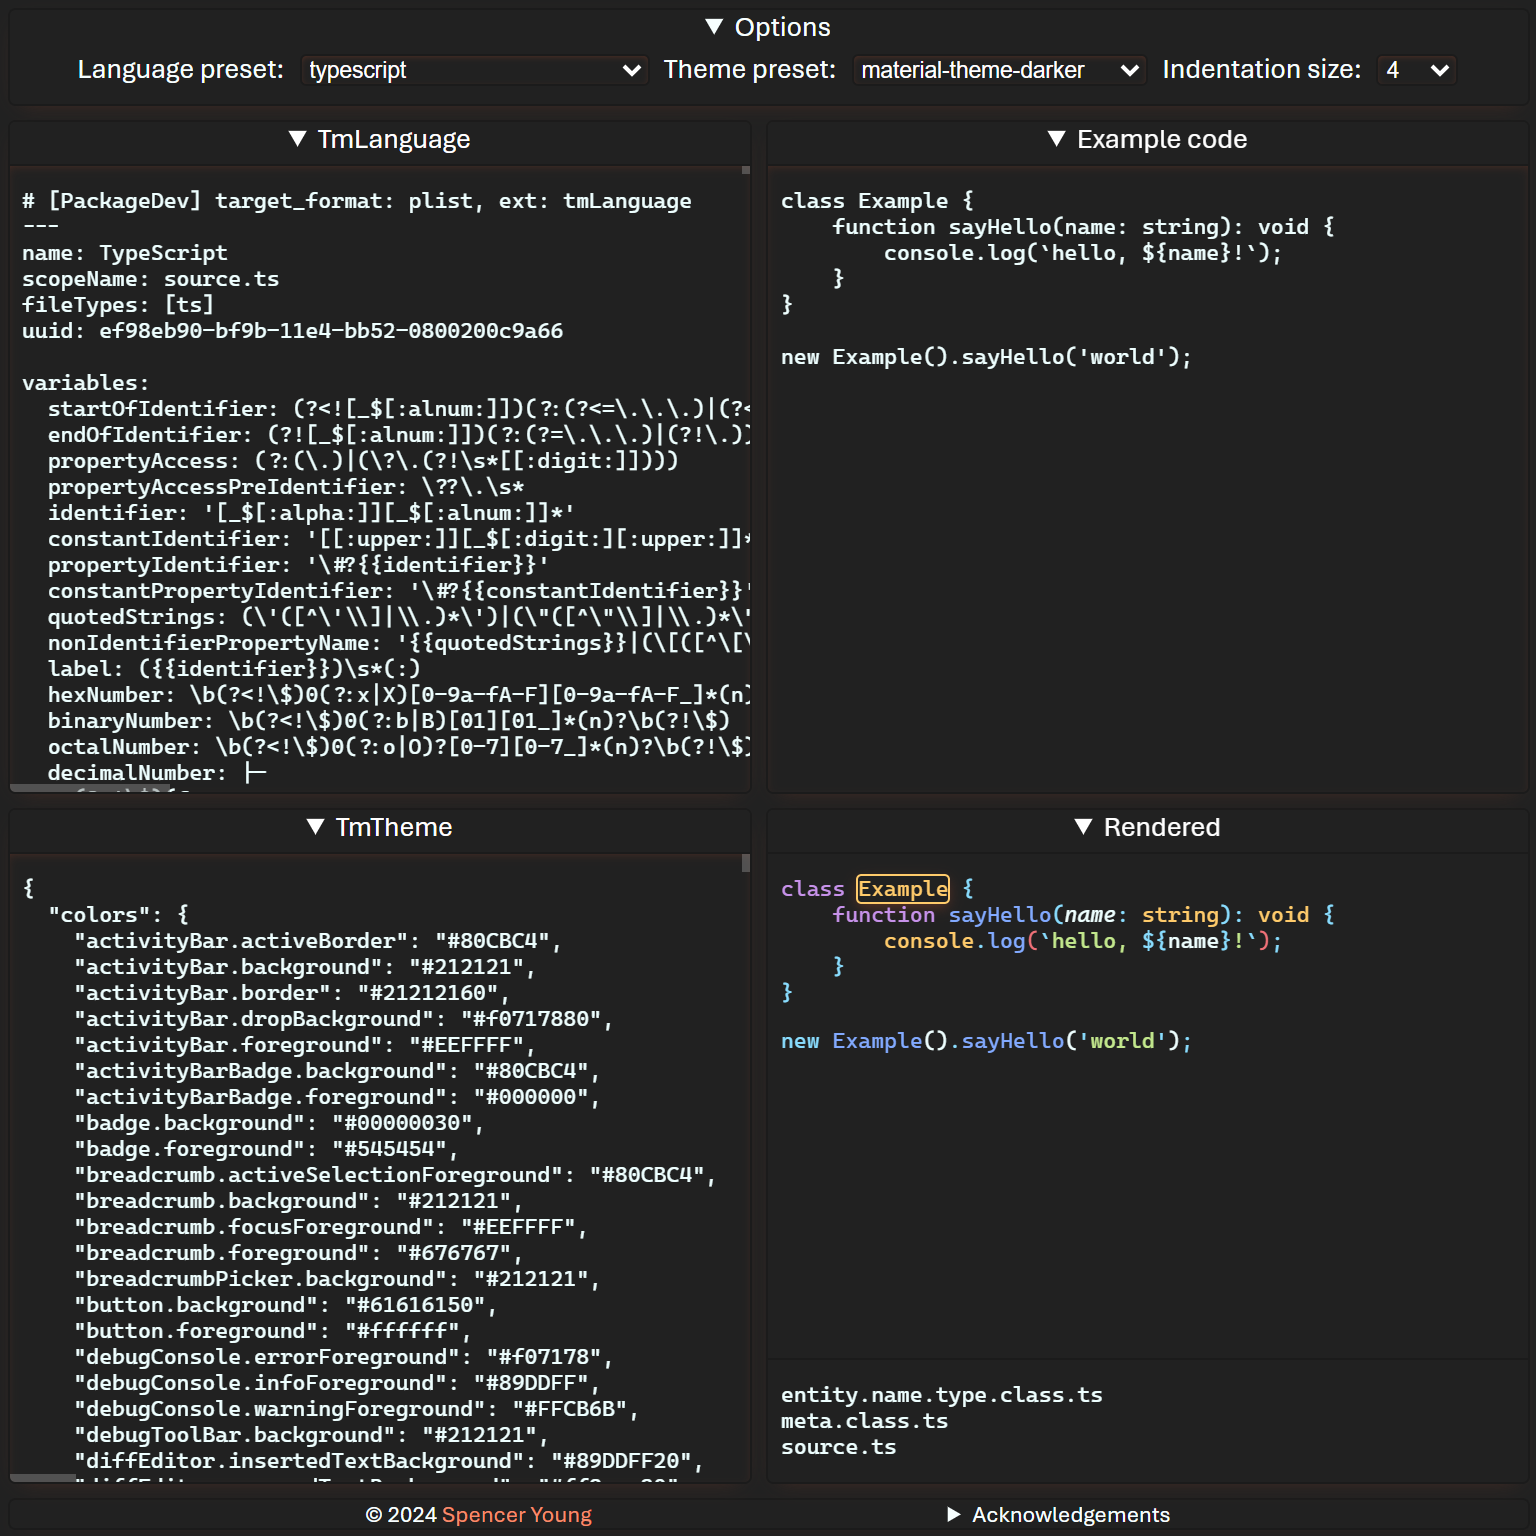 ▼ Options
Language preset: typescript Theme preset: material-theme-darker Indentation size: 4
▼ TmLanguage
# [PackageDev] target_format: plist, ext: tmLanguage
---
name: TypeScript
scopeName: source.ts
fileTypes: [ts]
uuid: ef98eb90-bf9b-11e4-bb52-0800200c9a66

variables:
  startOfIdentifier: (?<![_$[:alnum:]])(?:(?<=\.\.\.)|(?<
  endOfIdentifier: (?![_$[:alnum:]])(?:(?=\.\.\.)|(?!\.))
  propertyAccess: (?:(\.)|(\?\.(?!\s*[[:digit:]])))
  propertyAccessPreIdentifier: \??\.\s*
  identifier: '[_$[:alpha:]][_$[:alnum:]]*'
  constantIdentifier: '[[:upper:]][_$[:digit:][:upper:]]*
  propertyIdentifier: '\#?{{identifier}}'
  constantPropertyIdentifier: '\#?{{constantIdentifier}}'
  quotedStrings: (\'([^\'\\]|\\.)*\')|(\"([^\"\\]|\\.)*\"
  nonIdentifierPropertyName: '{{quotedStrings}}|(\[([^\[\
  label: ({{identifier}})\s*(:)
  hexNumber: \b(?<!\$)0(?:x|X)[0-9a-fA-F][0-9a-fA-F_]*(n)
  binaryNumber: \b(?<!\$)0(?:b|B)[01][01_]*(n)?\b(?!\$)
  octalNumber: \b(?<!\$)0(?:o|O)?[0-7][0-7_]*(n)?\b(?!\$)
  decimalNumber: |-
▼ Example code
class Example {
    function sayHello(name: string): void {
        console.log(`hello, ${name}!`);
    }
}

new Example().sayHello('world');
▼ TmTheme
{
  "colors": {
    "activityBar.activeBorder": "#80CBC4",
    "activityBar.background": "#212121",
    "activityBar.border": "#21212160",
    "activityBar.dropBackground": "#f0717880",
    "activityBar.foreground": "#EEFFFF",
    "activityBarBadge.background": "#80CBC4",
    "activityBarBadge.foreground": "#000000",
    "badge.background": "#00000030",
    "badge.foreground": "#545454",
    "breadcrumb.activeSelectionForeground": "#80CBC4",
    "breadcrumb.background": "#212121",
    "breadcrumb.focusForeground": "#EEFFFF",
    "breadcrumb.foreground": "#676767",
    "breadcrumbPicker.background": "#212121",
    "button.background": "#61616150",
    "button.foreground": "#ffffff",
    "debugConsole.errorForeground": "#f07178",
    "debugConsole.infoForeground": "#89DDFF",
    "debugConsole.warningForeground": "#FFCB6B",
    "debugToolBar.background": "#212121",
    "diffEditor.insertedTextBackground": "#89DDFF20",
▼ Rendered
class Example {
    function sayHello(name: string): void {
        console.log(`hello, ${name}!`);
    }
}

new Example().sayHello('world');
entity.name.type.class.ts
meta.class.ts
source.ts
© 2024 Spencer Young
▶ Acknowledgements